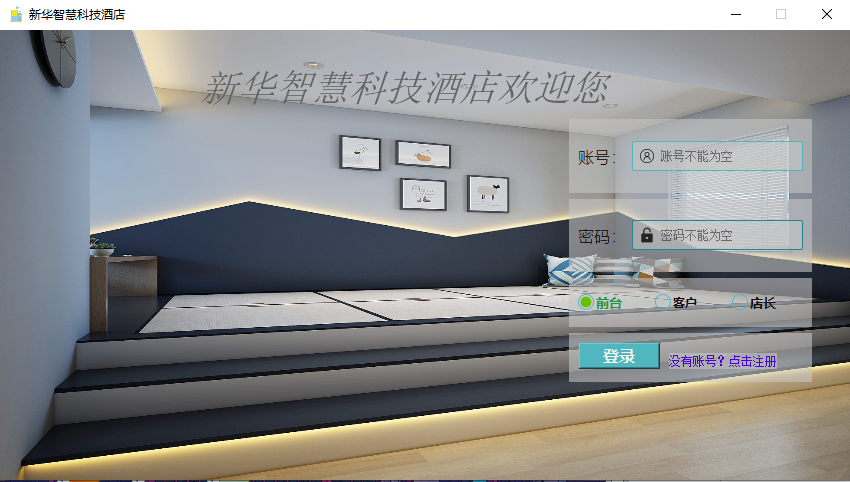 新华智慧科技酒店
新华智慧科技酒店欢迎您
账号: 账号不能为空
密码: 密码不能为空
前台 客户 店长
登录 没有账号?点击注册